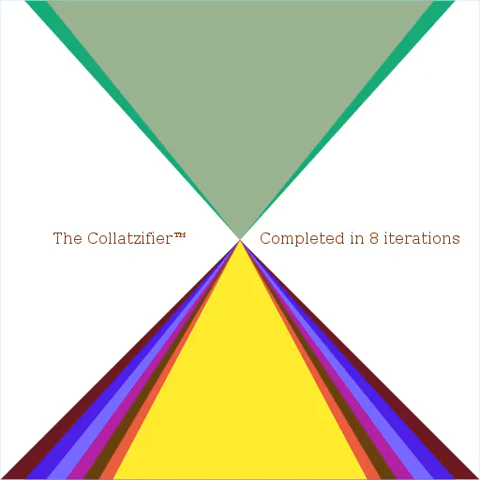 The Collatzifier™ Completed in 8 iterations